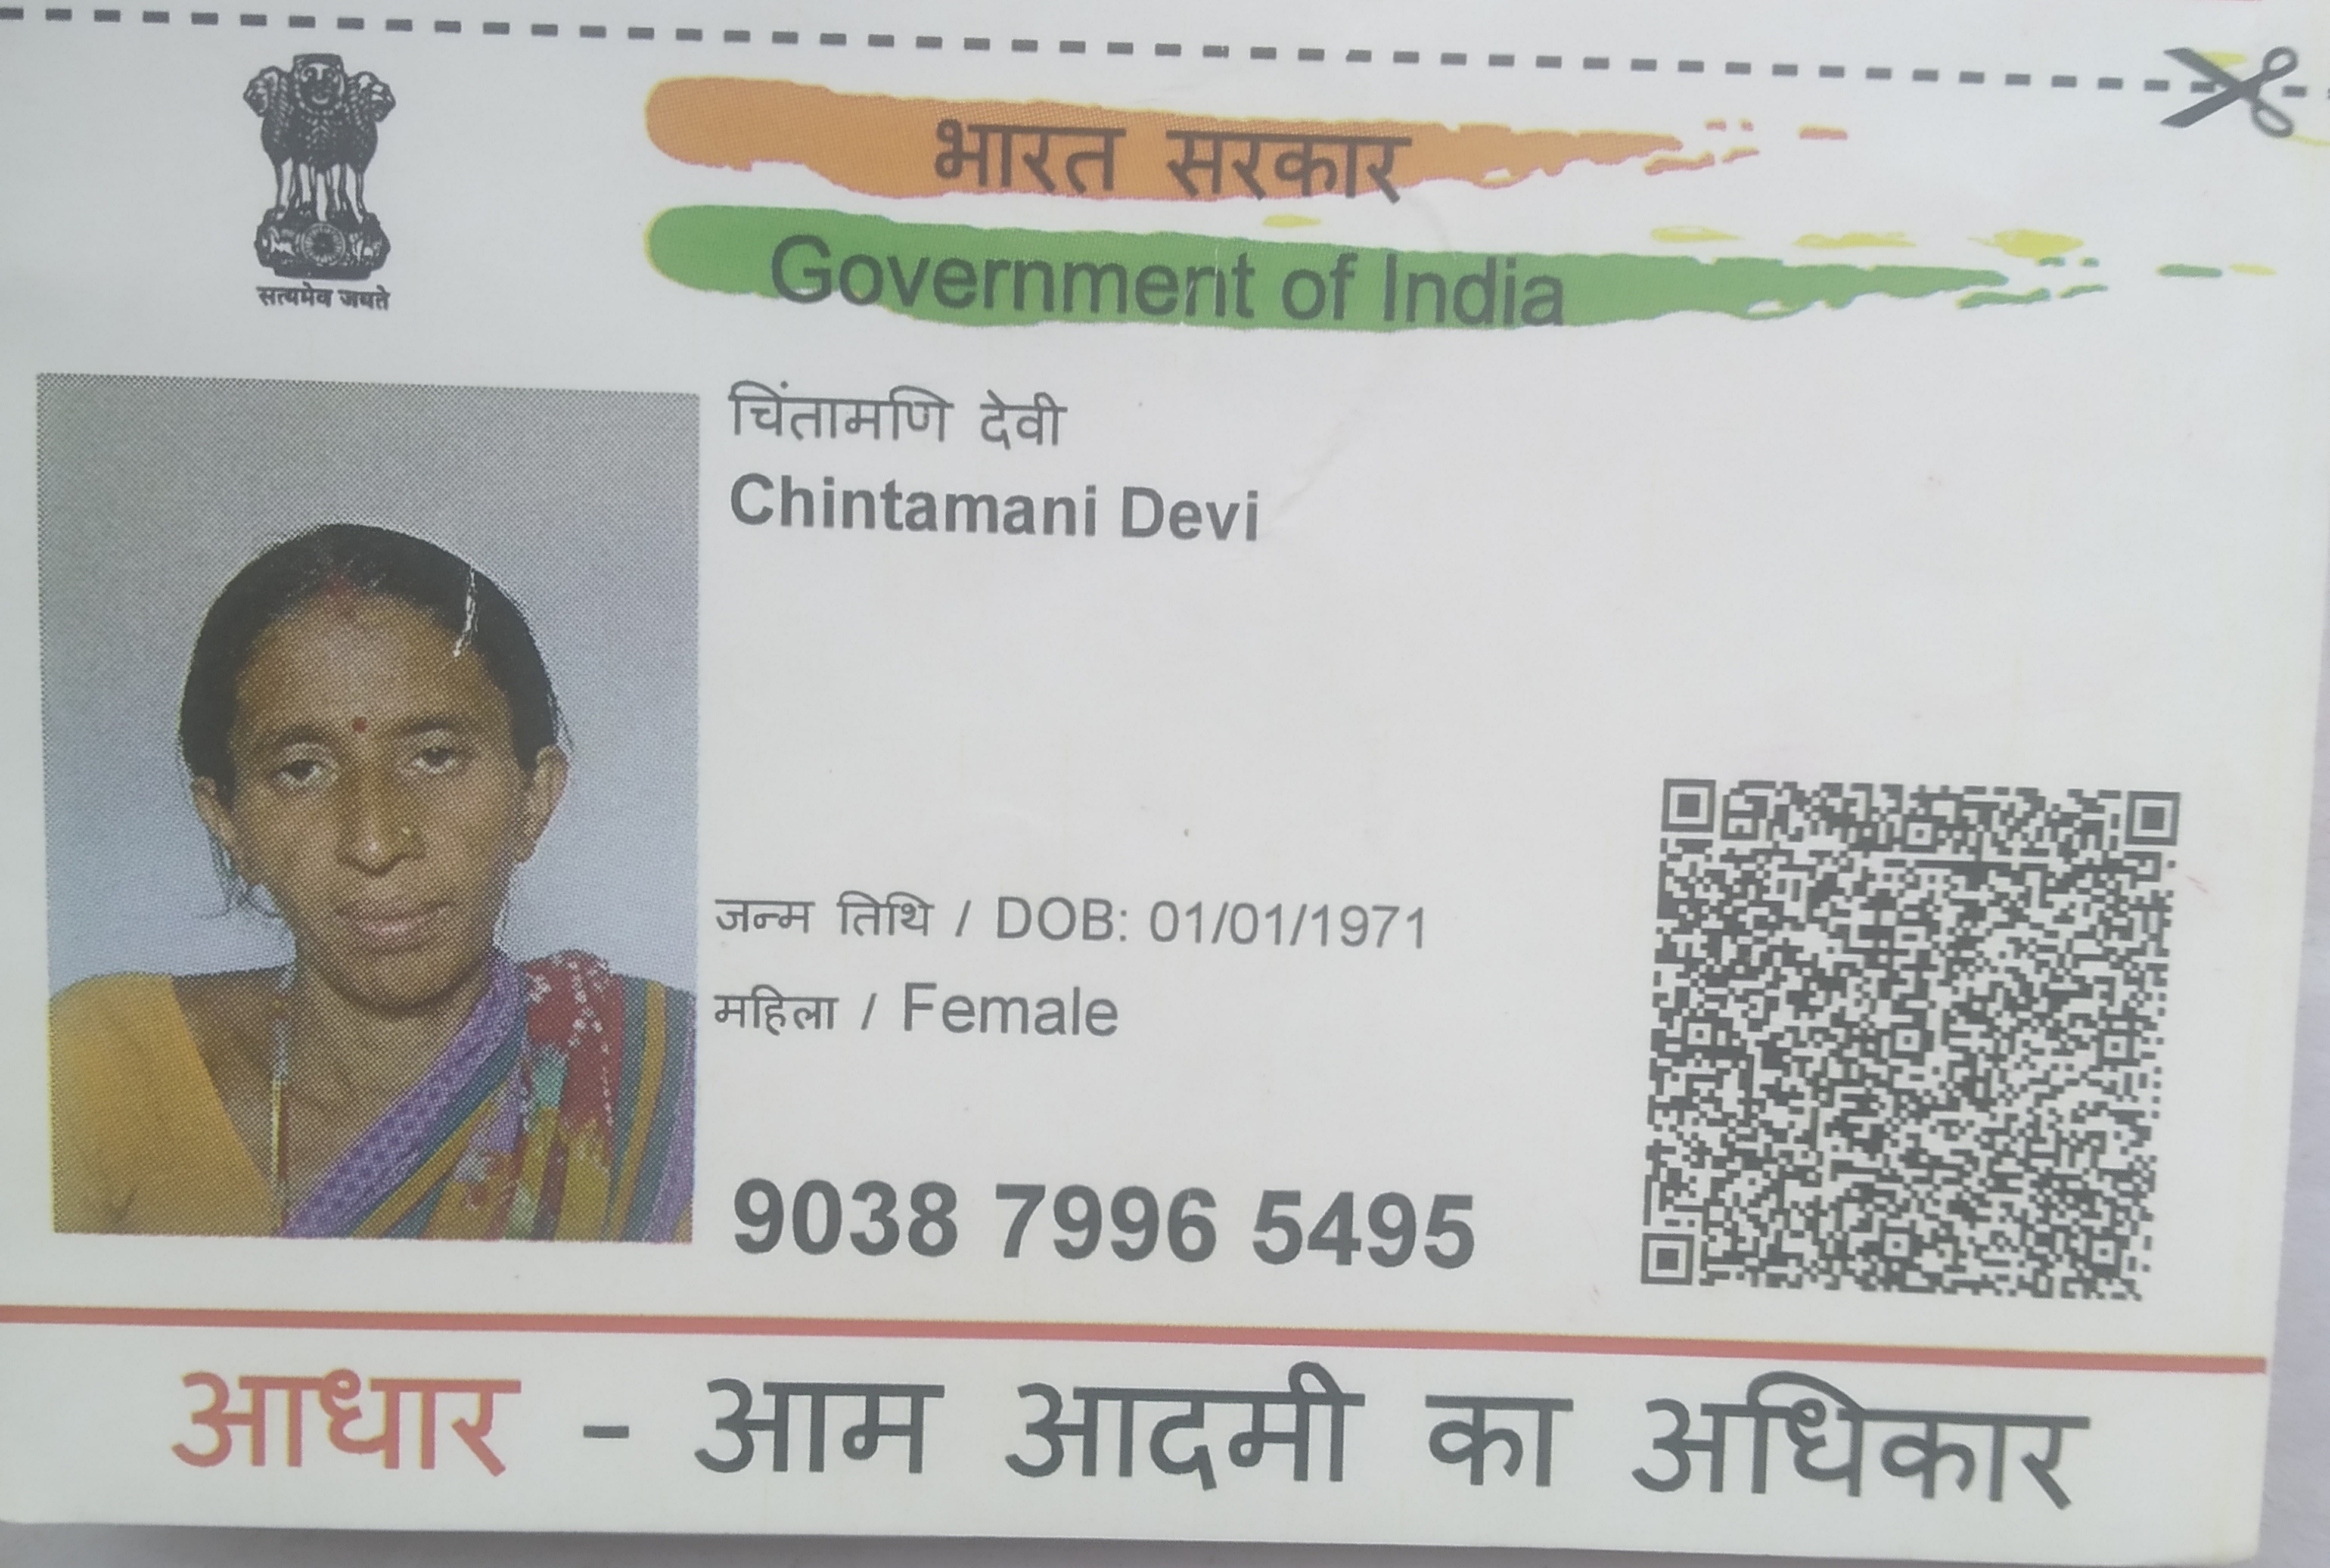 सत्यमेव जयते
भारत सरकार
Government of India
चिंतामणि देवी
Chintamani Devi
जन्म तिथि / DOB: 01/01/1971
महिला / Female
9038 7996 5495
आधार - आम आदमी का अधिकार